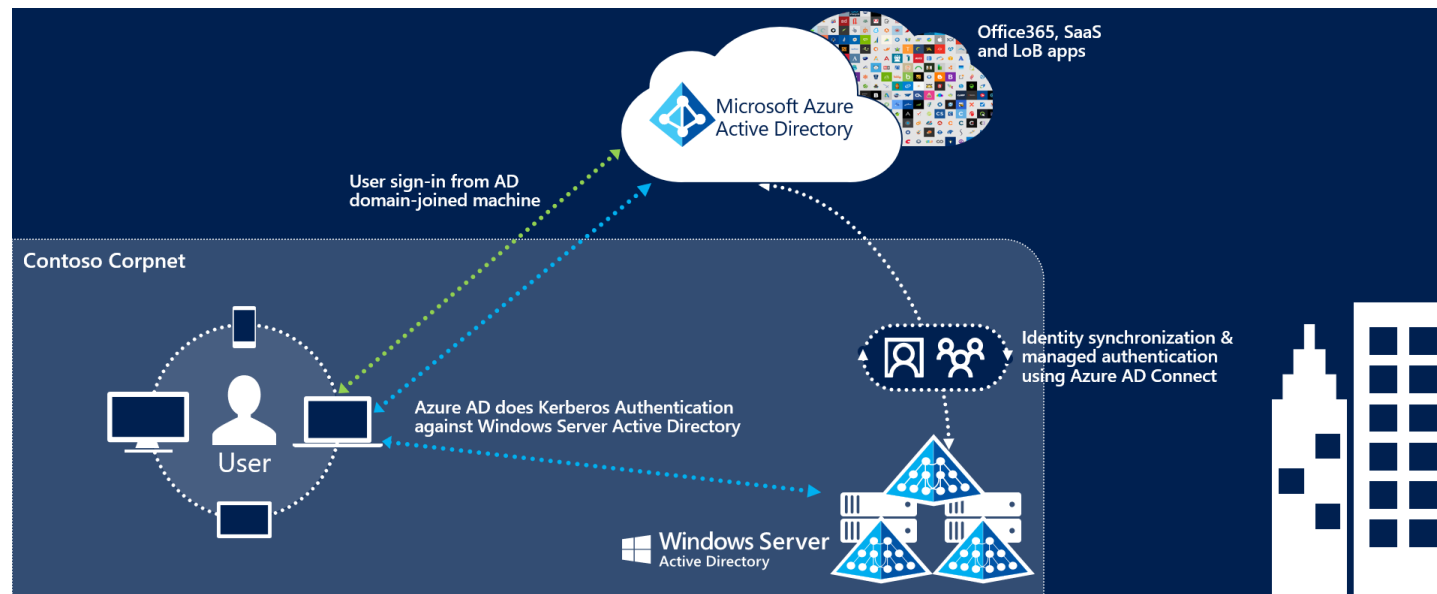 Office365, SaaS
and LoB apps
Microsoft Azure
Active Directory
User sign-in from AD
domain-joined machine
Contoso Corpnet
Identity synchronization &
managed authentication
using Azure AD Connect
Azure AD does Kerberos Authentication
against Windows Server Active Directory
User
Windows Server
Active Directory